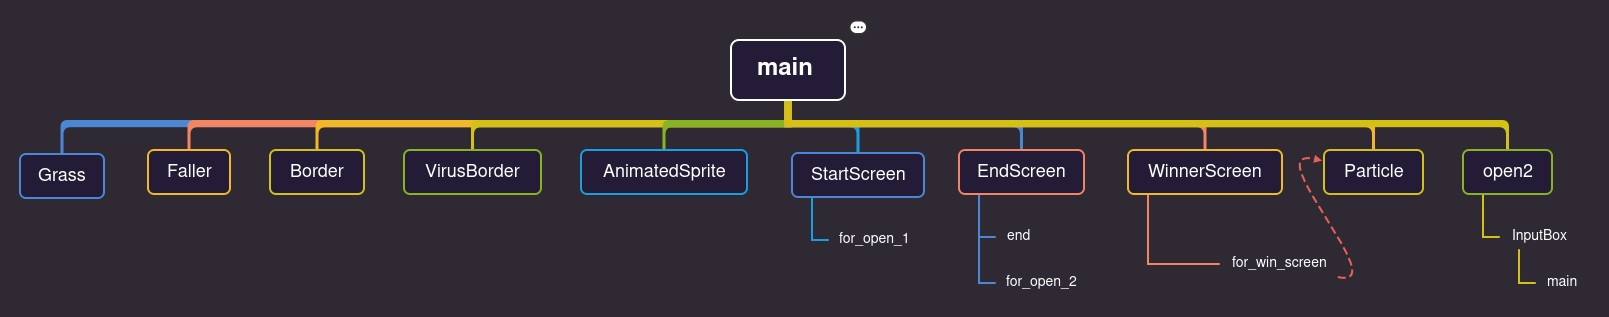 main
Grass
Faller
Border
VirusBorder
AnimatedSprite
StartScreen
EndScreen
WinnerScreen
Particle
open2
for_open_1
end
for_open_2
for_win_screen
InputBox
main